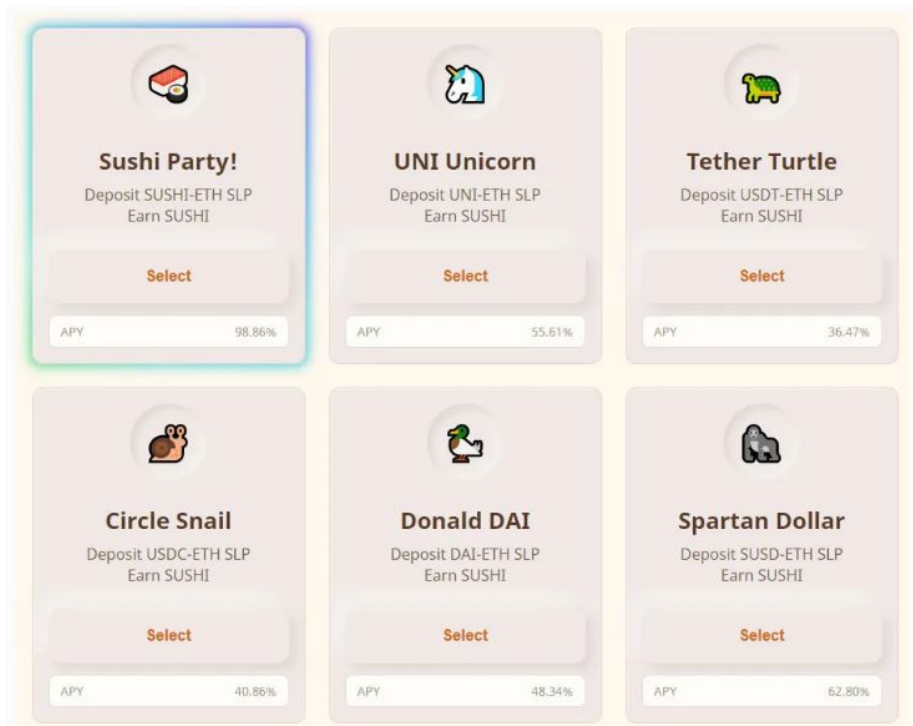 Sushi Party!
Deposit SUSHI-ETH SLP
Earn SUSHI
Select
APY 98.86%
UNI Unicorn
Deposit UNI-ETH SLP
Earn SUSHI
Select
APY 55.61%
Tether Turtle
Deposit USDT-ETH SLP
Earn SUSHI
Select
APY 36.47%
Circle Snail
Deposit USDC-ETH SLP
Earn SUSHI
Select
APY 40.86%
Donald DAI
Deposit DAI-ETH SLP
Earn SUSHI
Select
APY 48.34%
Spartan Dollar
Deposit SUSD-ETH SLP
Earn SUSHI
Select
APY 62.80%